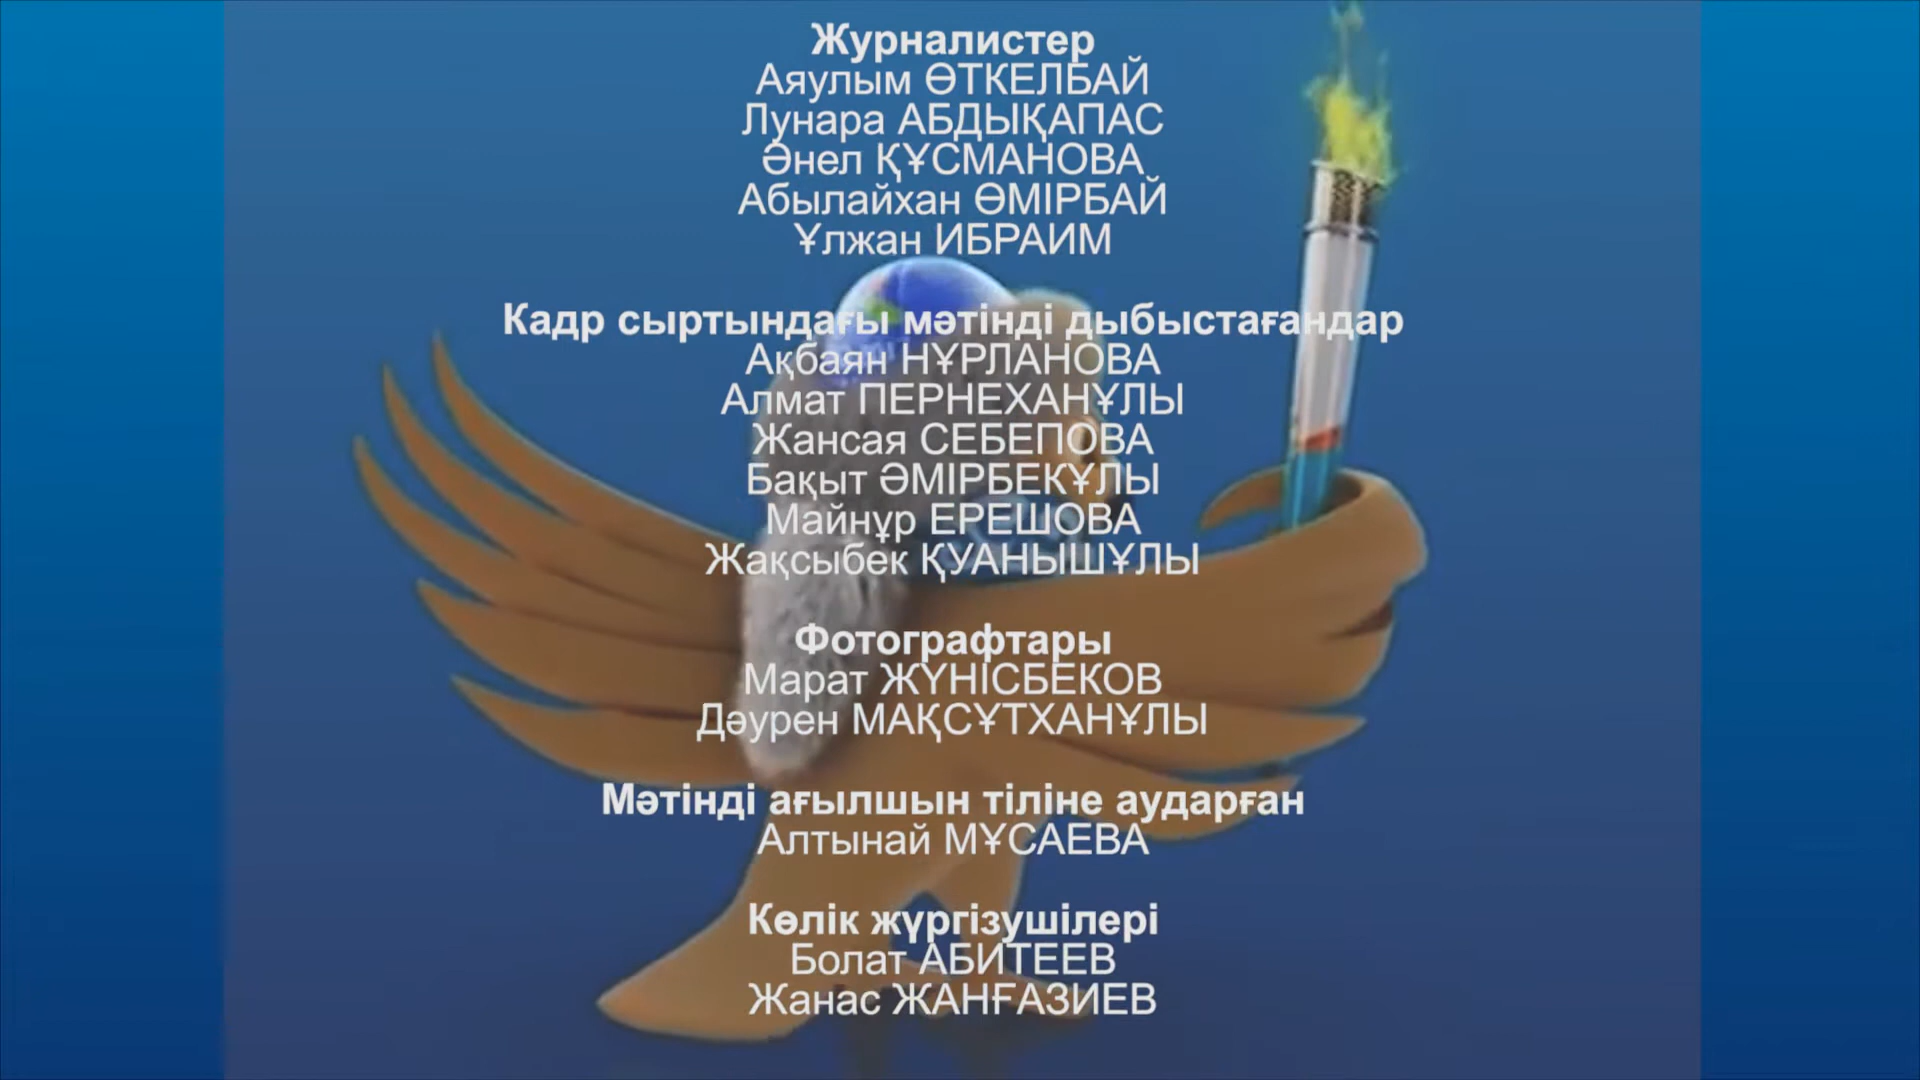 Журналистер
Аяулым ӨТКЕЛБАЙ
Лунара АБДЫҚАПАС
Әнел ҚҰСМАНОВА
Абылайхан ӨМІРБАЙ
Ұлжан ИБРАИМ
Кадр сыртындағы мәтінді дыбыстағандар
Ақбаян НҰРЛАНОВА
Алмат ПЕРНЕХАНҰЛЫ
Жансая СЕБЕПОВА
Бақыт ӘМІРБЕКҰЛЫ
Майнұр ЕРЕШОВА
Жақсыбек ҚУАНЫШҰЛЫ
Фотографтары
Марат ЖҮНІСБЕКОВ
Дәурен МАҚСҰТХАНҰЛЫ
Мәтінді ағылшын тіліне аударған
Алтынай МҰСАЕВА
Көлік жүргізушілері
Болат АБИТЕЕВ
Жанас ЖАНҒАЗИЕВ